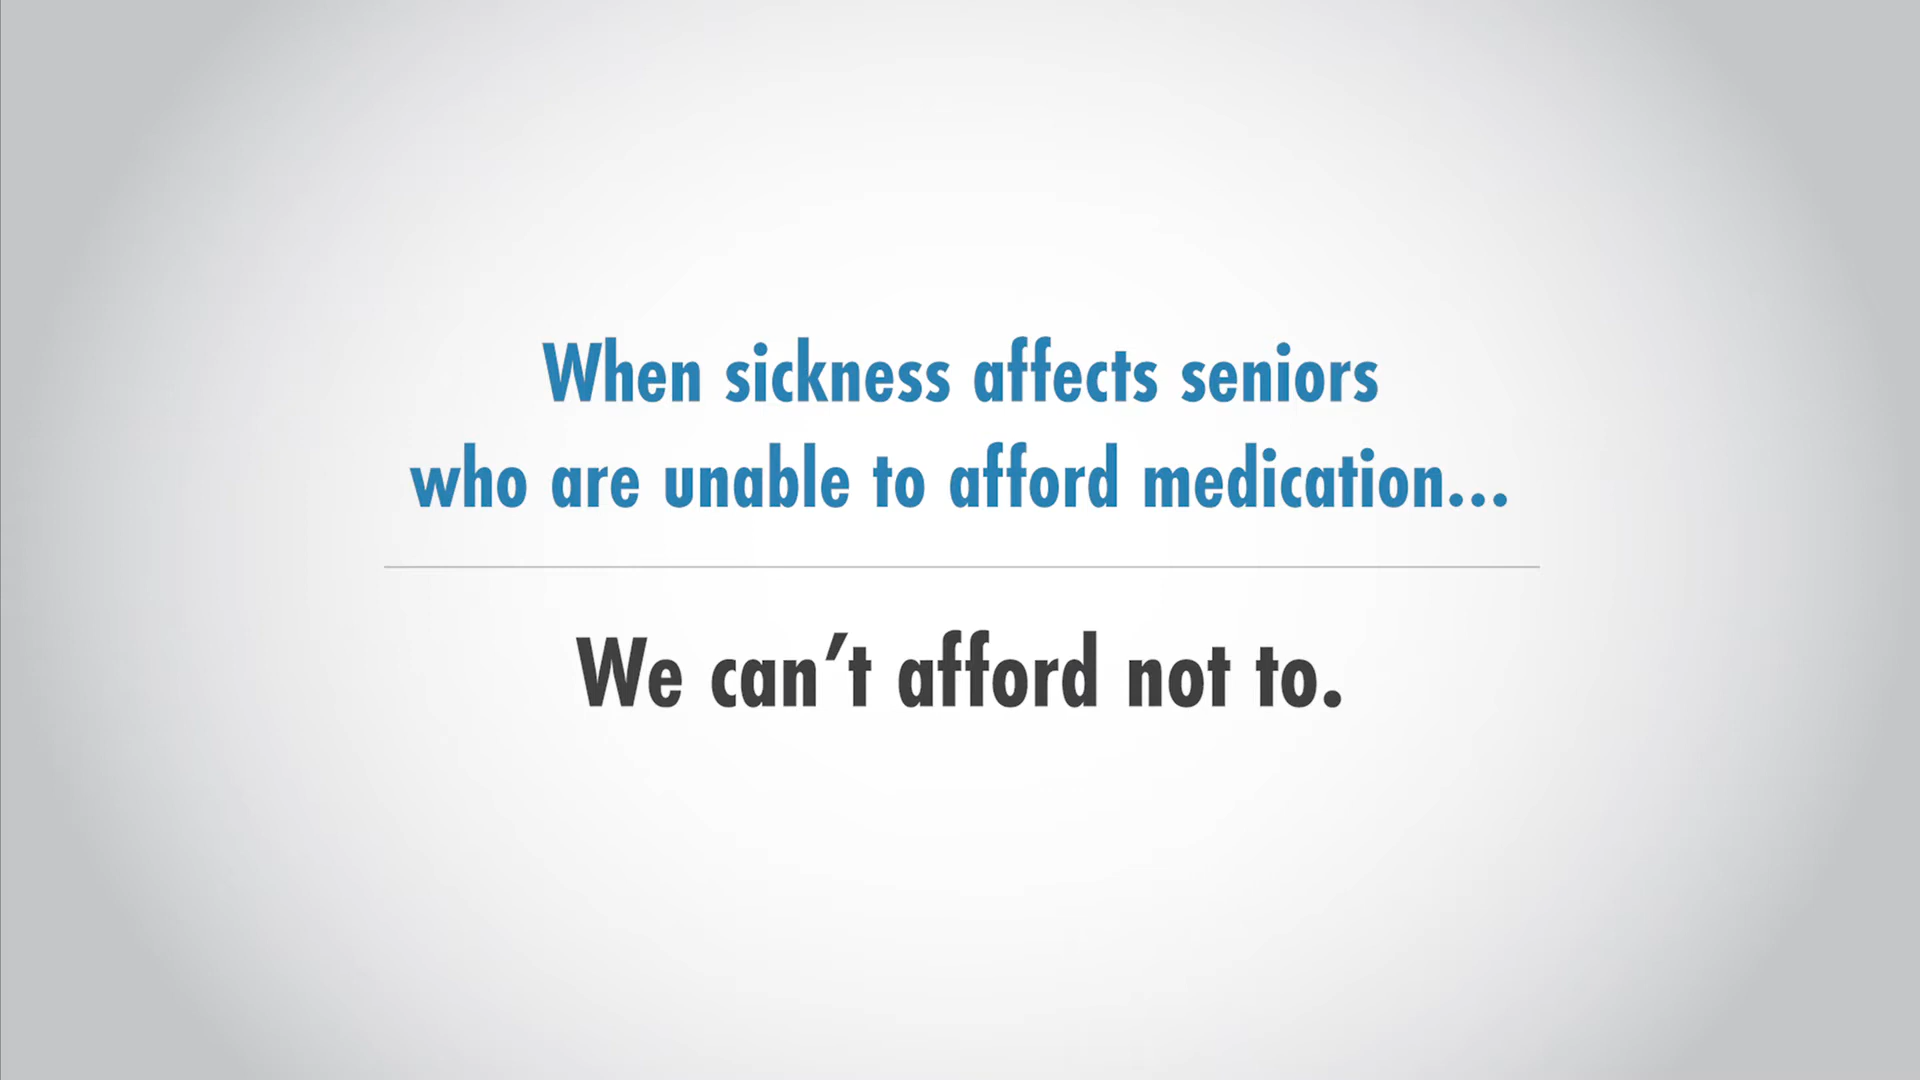 When sickness affects seniors
who are unable to afford medication...
We can’t afford not to.